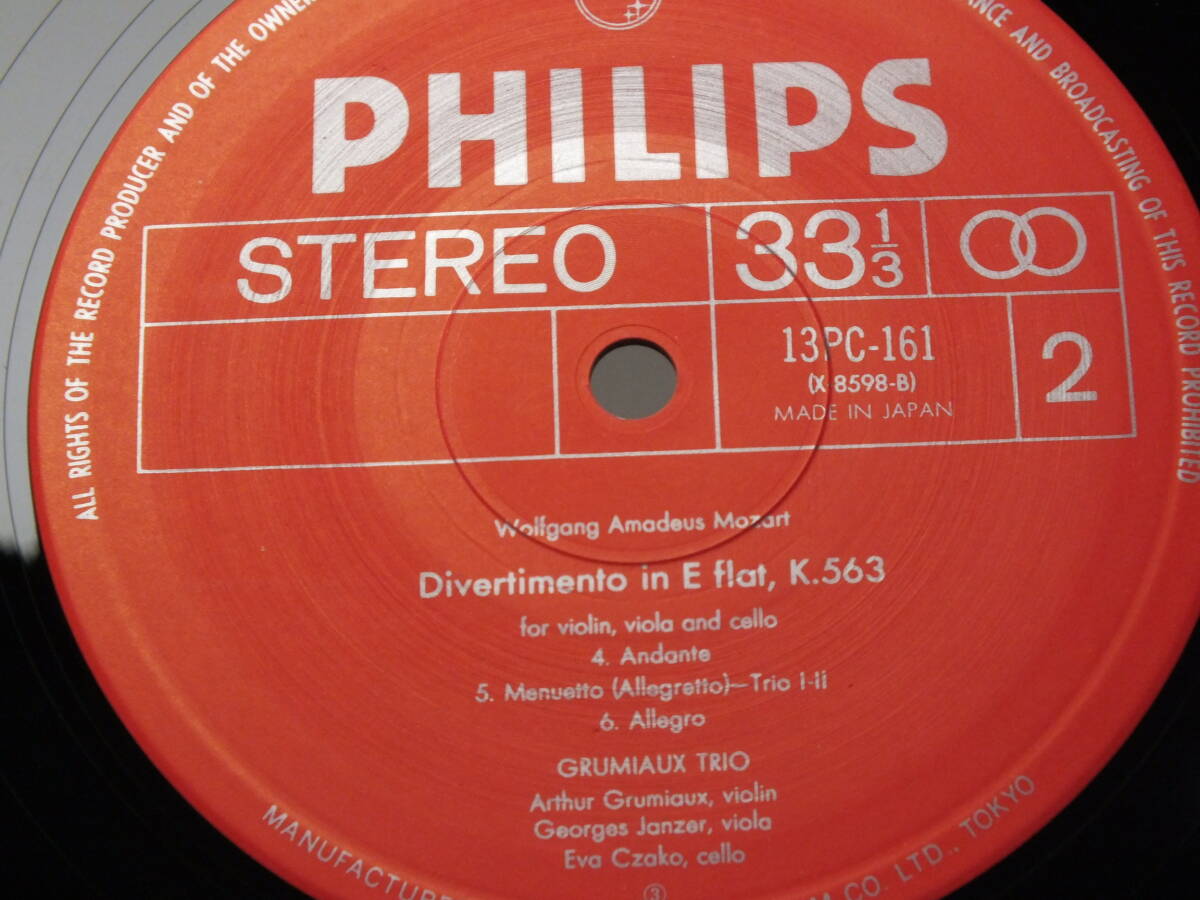 ALL RIGHTS OF THE RECORD PRODUCER AND OF THE OWNER
AND BROADCASTING OF THIS RECORD PROHIBITED
PHILIPS
STEREO
33 1/3
13PC-161
(X-8598-B)
MADE IN JAPAN
2
Wolfgang Amadeus Mozart
Divertimento in E flat, K.563
for violin, viola and cello
4. Andante
5. Menuetto (Allegretto)—Trio I-II
6. Allegro
GRUMIAUX TRIO
Arthur Grumiaux, violin
Georges Janzer, viola
Eva Czako, cello
③
CO. LTD., TOKYO